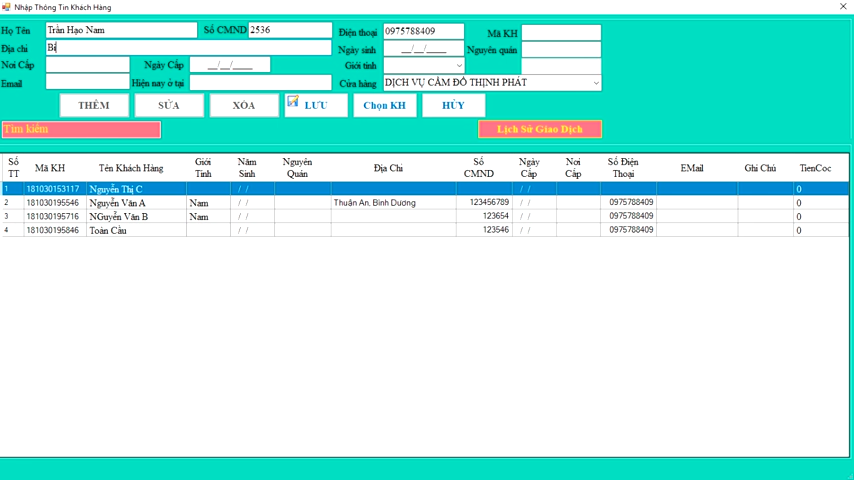 Nhập Thông Tin Khách Hàng
Họ Tên Trần Hạo Nam Số CMND 2536 Điện thoại 0975788409 Mã KH
Địa chỉ Bì Ngày sinh __/__/____ Nguyên quán
Nơi Cấp Ngày Cấp __/__/____ Giới tính
Email Hiện nay ở tại Cửa hàng DỊCH VỤ CẦM ĐỒ THỊNH PHÁT
THÊM SỬA XÓA LƯU Chọn KH HỦY
Tìm kiếm Lịch Sử Giao Dịch
Số TT Mã KH Tên Khách Hàng Giới Tính Năm Sinh Nguyên Quán Địa Chỉ Số CMND Ngày Cấp Nơi Cấp Số Điện Thoại EMail Ghi Chú TienCoc
1 181030153117 Nguyễn Thị C / / / / 0
2 181030195546 Nguyễn Văn A Nam / / Thuân An. Bình Dương 123456789 / / 0975788409 0
3 181030195716 NGuyễn Văn B Nam / / 123654 / / 0975788409 0
4 181030195846 Toàn Cầu / / 123546 / / 0975788409 0